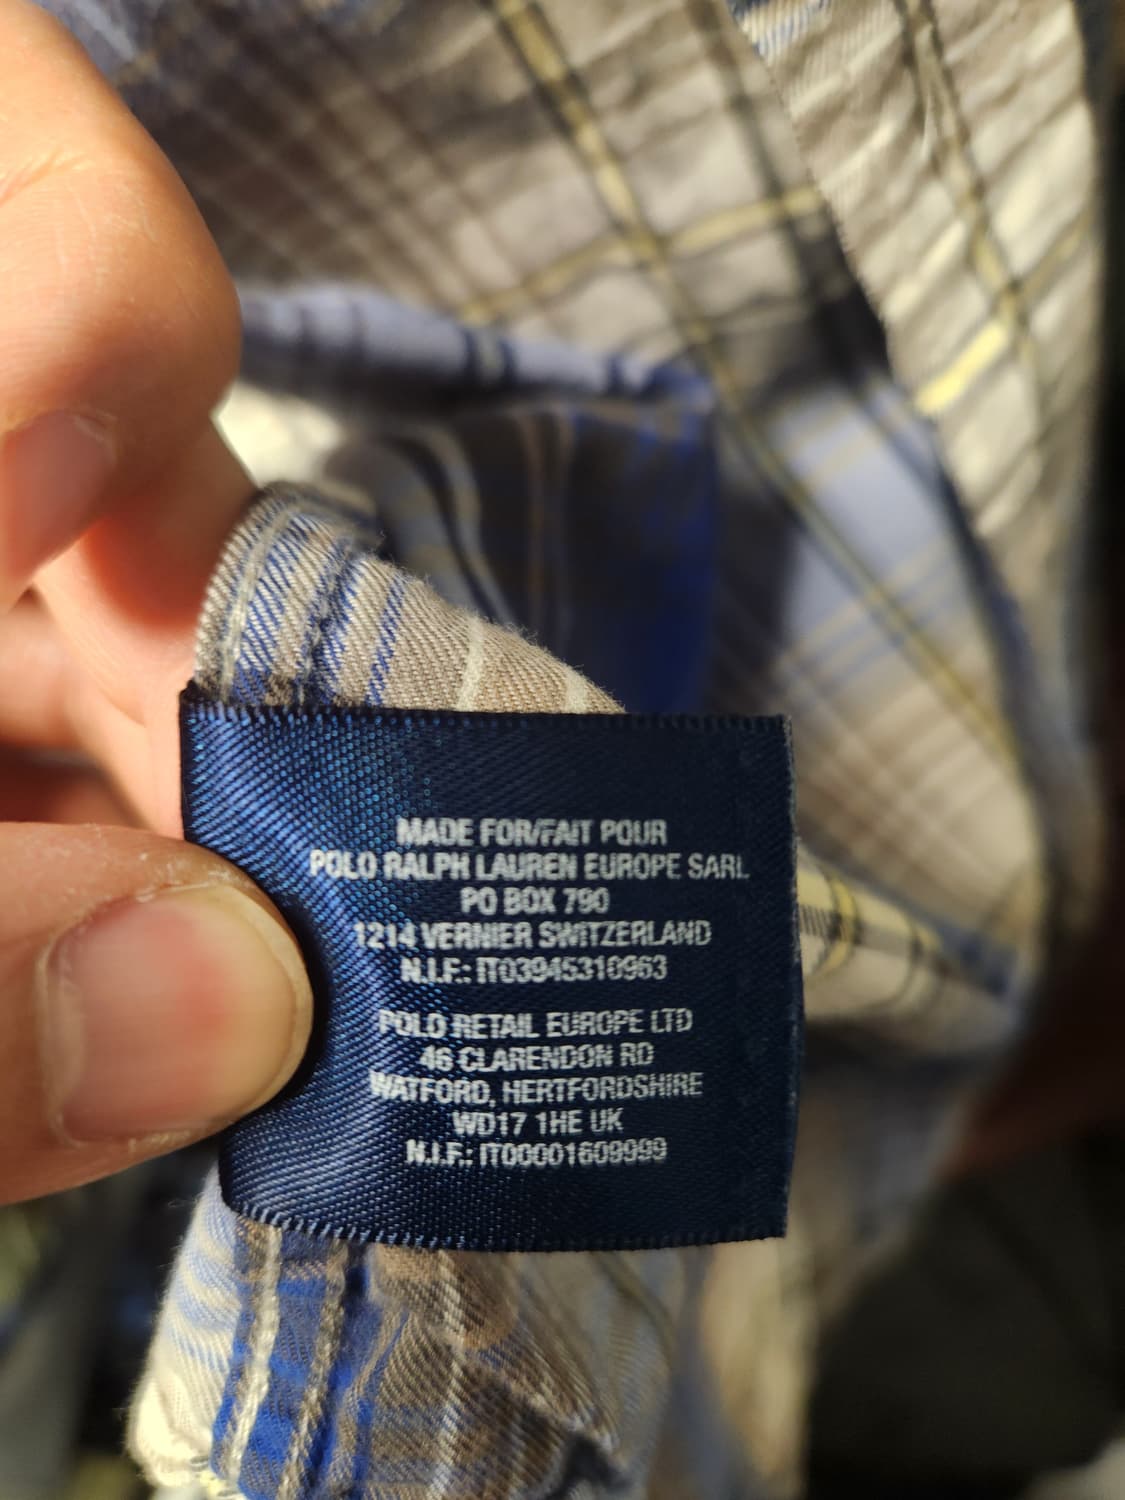 MADE FOR/FAIT POUR
POLO RALPH LAUREN EUROPE SARL
PO BOX 790
1214 VERNIER SWITZERLAND
N.I.F.: IT03945310963
POLO RETAIL EUROPE LTD
46 CLARENDON RD
WATFORD, HERTFORDSHIRE
WD17 1HE UK
N.I.F.: IT00001609999